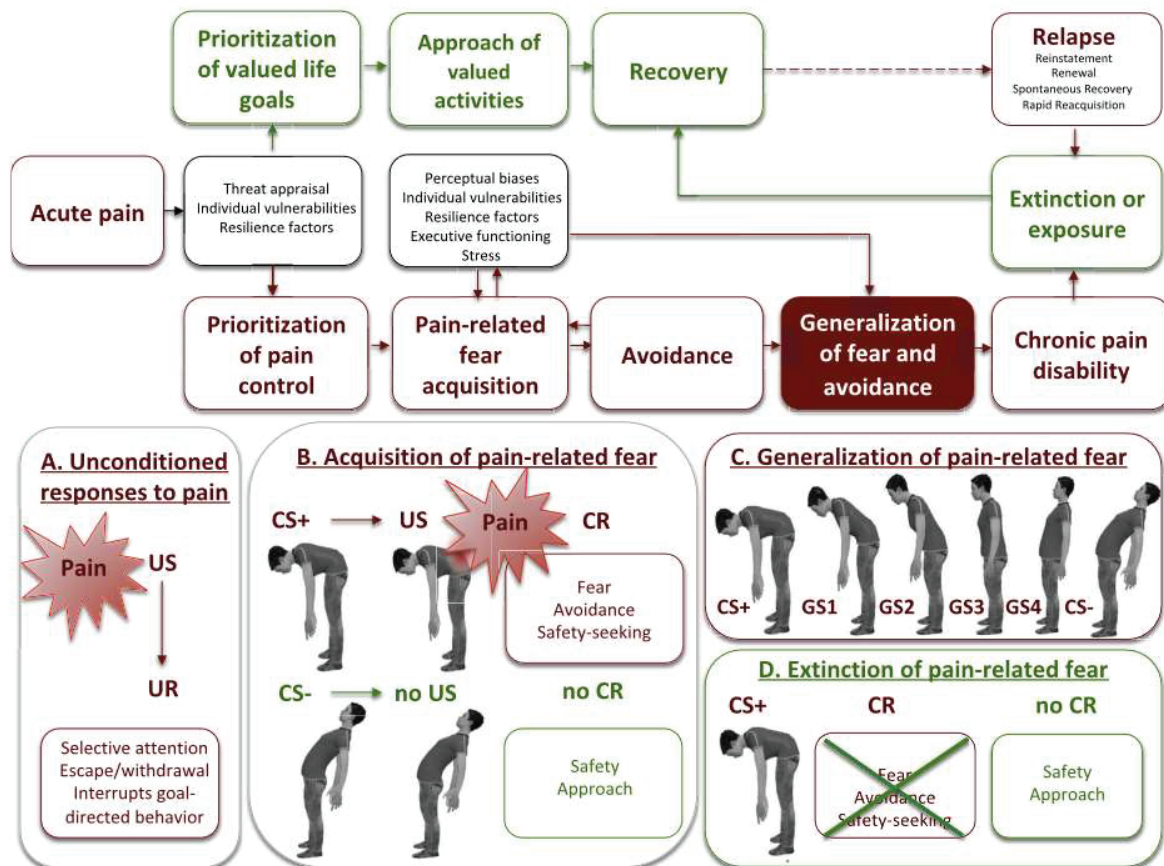 Prioritization
of valued life
goals
Approach of
valued
activities
Recovery
Relapse
Reinstatement
Renewal
Spontaneous Recovery
Rapid Reacquisition
Acute pain
Threat appraisal
Individual vulnerabilities
Resilience factors
Perceptual biases
Individual vulnerabilities
Resilience factors
Executive functioning
Stress
Extinction or
exposure
Prioritization
of pain
control
Pain-related
fear
acquisition
Avoidance
Generalization
of fear and
avoidance
Chronic pain
disability
A. Unconditioned
responses to pain
Pain
US
UR
Selective attention
Escape/withdrawal
Interrupts goal-
directed behavior
B. Acquisition of pain-related fear
CS+
US
Pain
CR
Fear
Avoidance
Safety-seeking
CS-
no US
no CR
Safety
Approach
C. Generalization of pain-related fear
CS+
GS1
GS2
GS3
GS4
CS-
D. Extinction of pain-related fear
CS+
CR
no CR
Fear
Avoidance
Safety-seeking
Safety
Approach